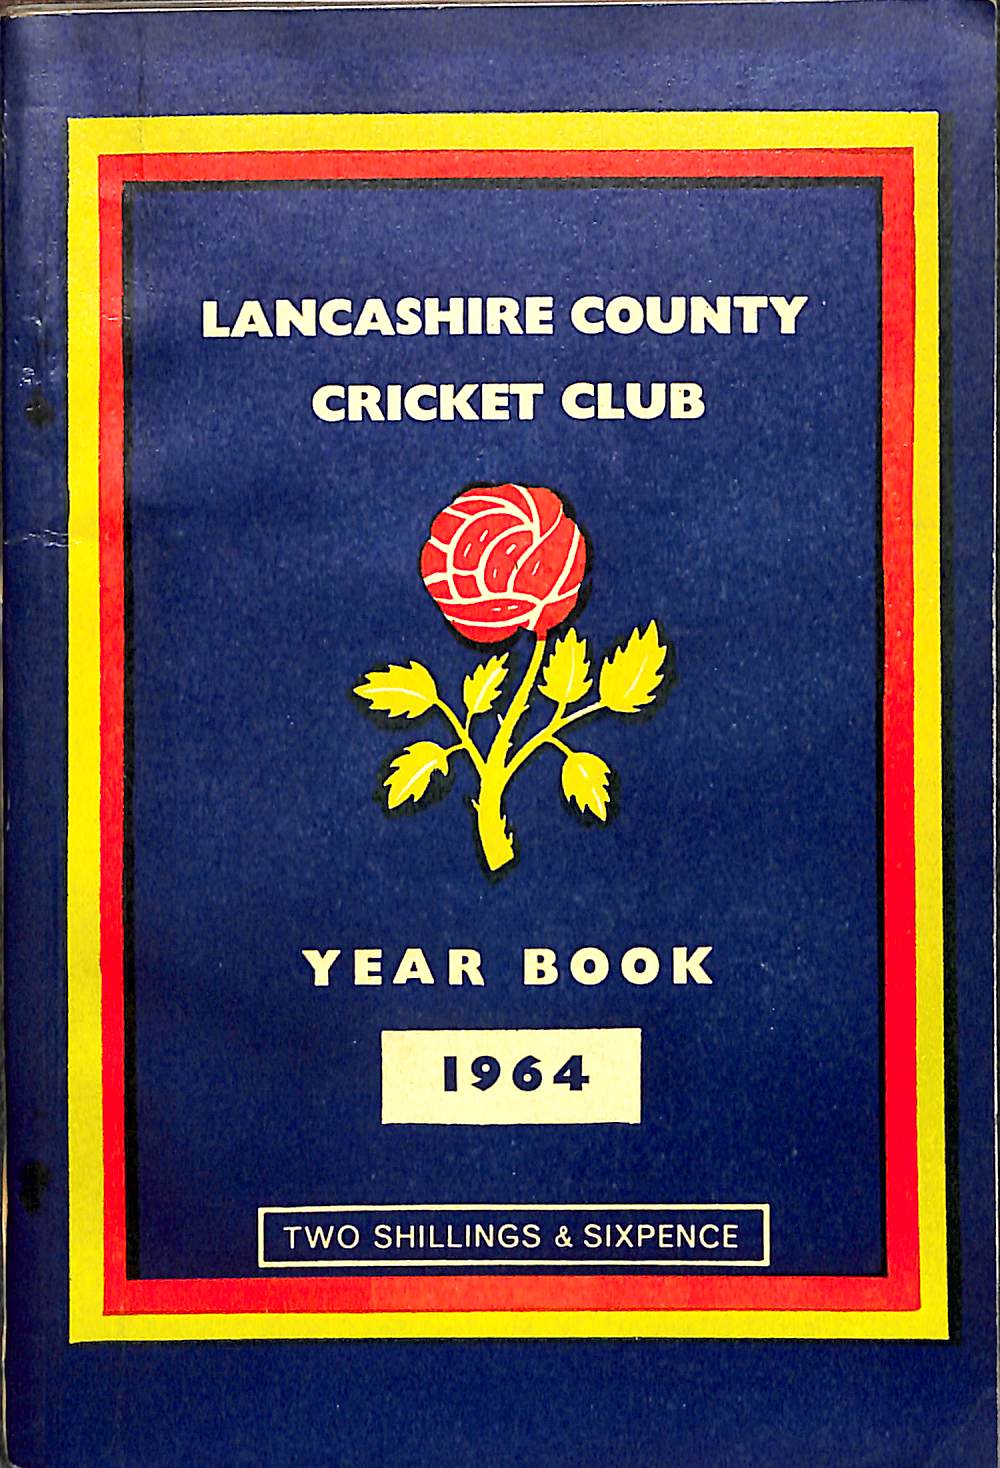 LANCASHIRE COUNTY
CRICKET CLUB
YEAR BOOK
1964
TWO SHILLINGS & SIXPENCE